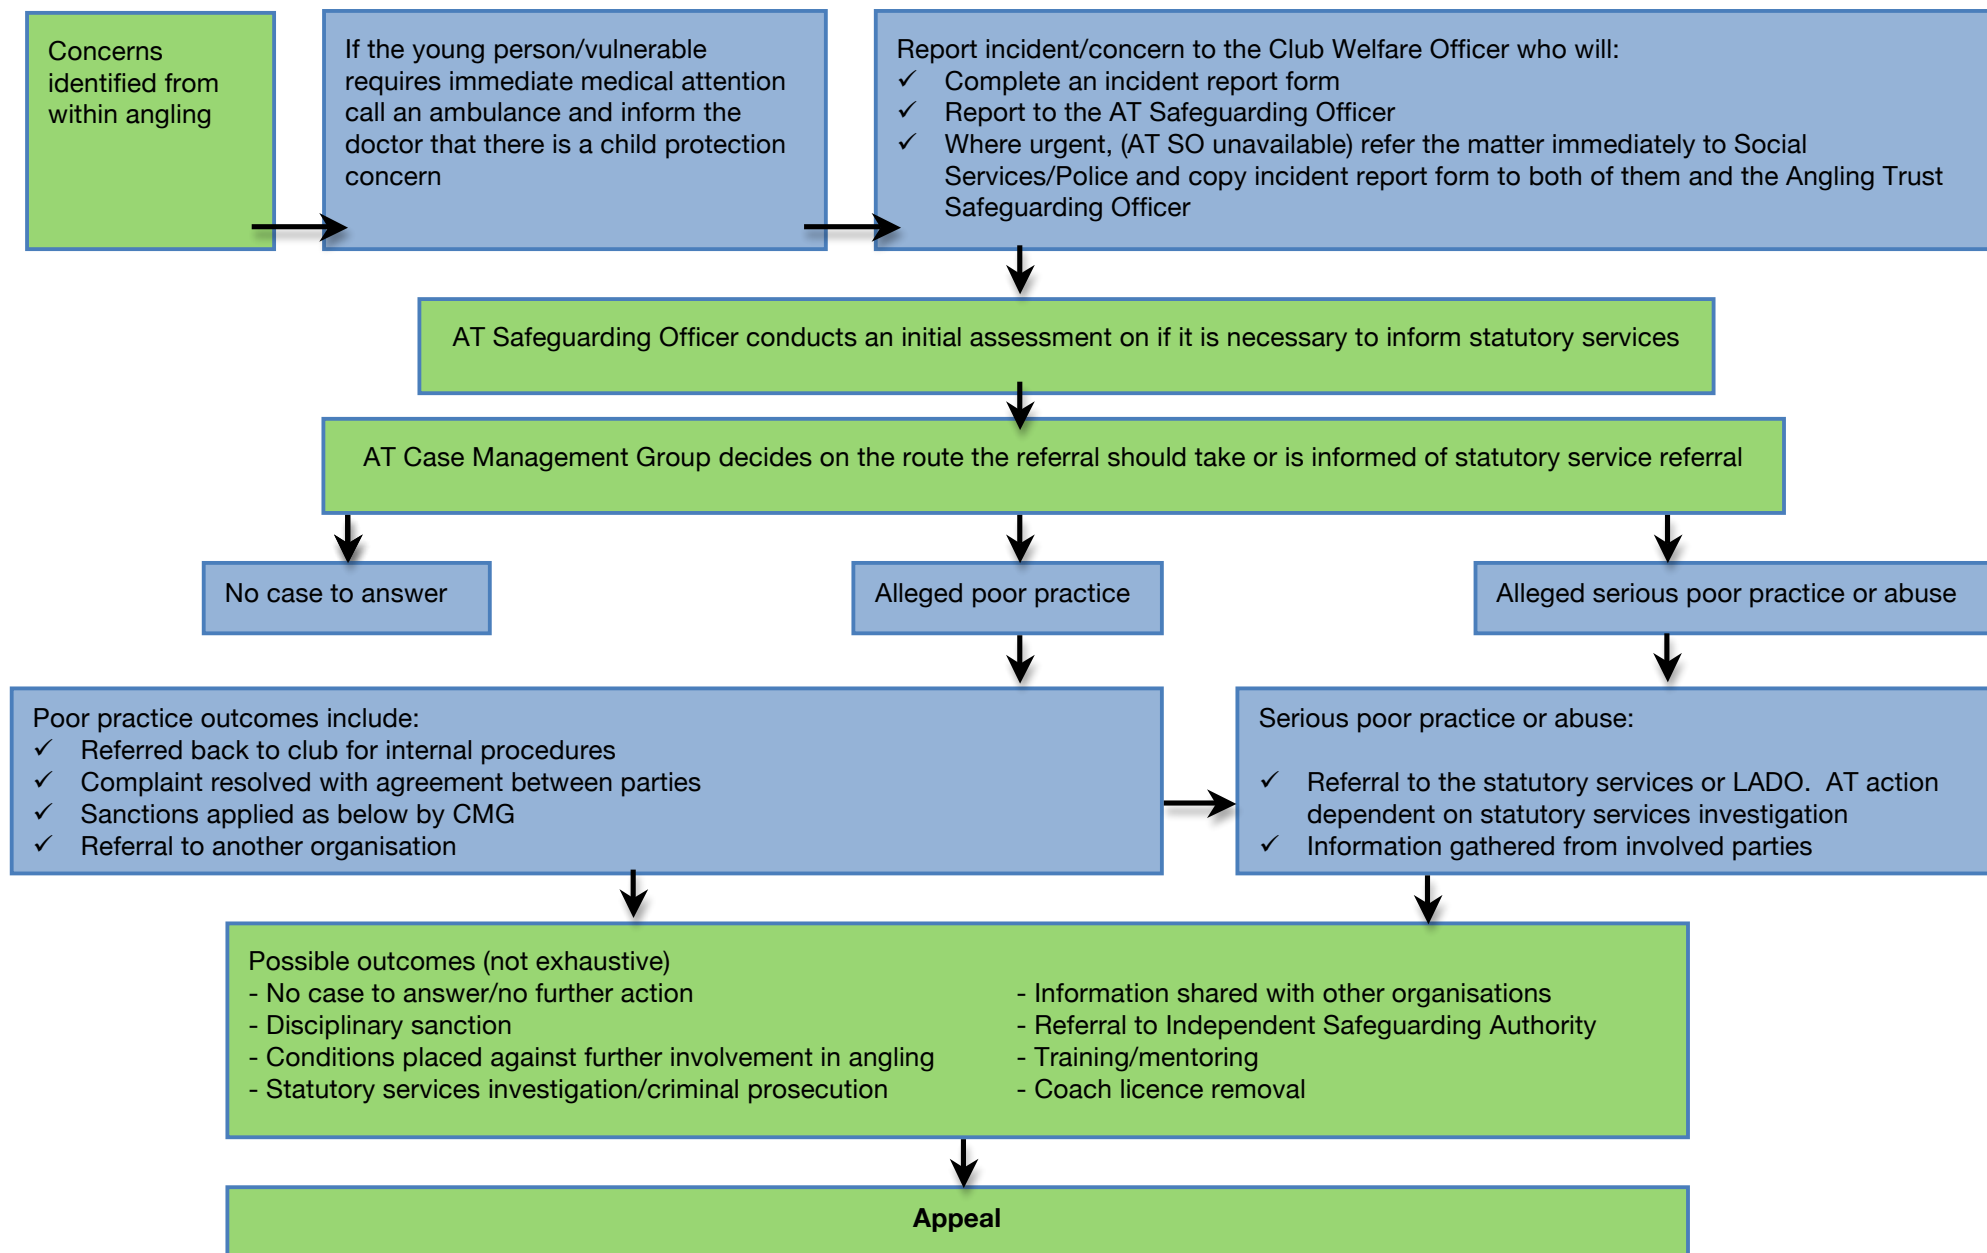 Concerns
identified from
within angling
If the young person/vulnerable
requires immediate medical attention
call an ambulance and inform the
doctor that there is a child protection
concern
Report incident/concern to the Club Welfare Officer who will:
✓ Complete an incident report form
✓ Report to the AT Safeguarding Officer
✓ Where urgent, (AT SO unavailable) refer the matter immediately to Social
Services/Police and copy incident report form to both of them and the Angling Trust
Safeguarding Officer
AT Safeguarding Officer conducts an initial assessment on if it is necessary to inform statutory services
AT Case Management Group decides on the route the referral should take or is informed of statutory service referral
No case to answer
Alleged poor practice
Alleged serious poor practice or abuse
Poor practice outcomes include:
✓ Referred back to club for internal procedures
✓ Complaint resolved with agreement between parties
✓ Sanctions applied as below by CMG
✓ Referral to another organisation
Serious poor practice or abuse:
✓ Referral to the statutory services or LADO.  AT action
dependent on statutory services investigation
✓ Information gathered from involved parties
Possible outcomes (not exhaustive)
- No case to answer/no further action
- Disciplinary sanction
- Conditions placed against further involvement in angling
- Statutory services investigation/criminal prosecution
- Information shared with other organisations
- Referral to Independent Safeguarding Authority
- Training/mentoring
- Coach licence removal
Appeal